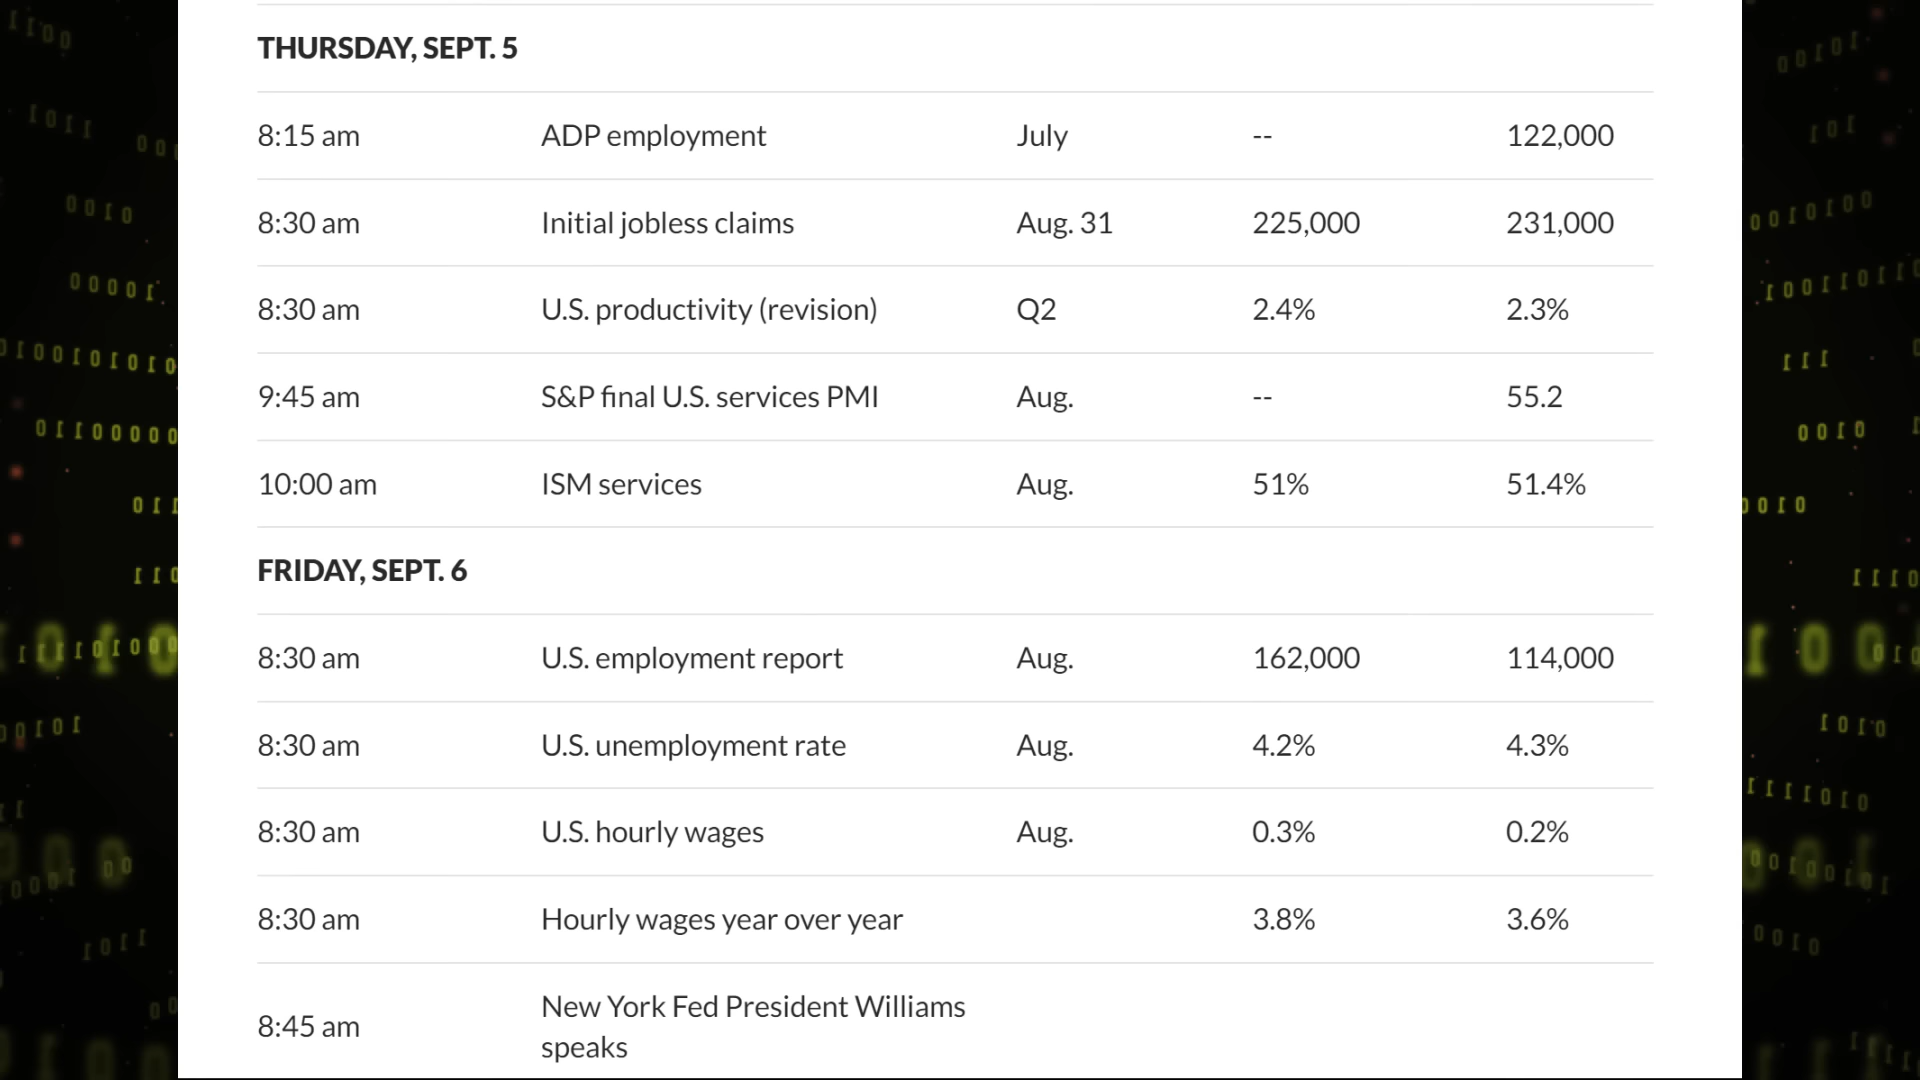 THURSDAY, SEPT. 5
8:15 am ADP employment July -- 122,000
8:30 am Initial jobless claims Aug. 31 225,000 231,000
8:30 am U.S. productivity (revision) Q2 2.4% 2.3%
9:45 am S&P final U.S. services PMI Aug. -- 55.2
10:00 am ISM services Aug. 51% 51.4%
FRIDAY, SEPT. 6
8:30 am U.S. employment report Aug. 162,000 114,000
8:30 am U.S. unemployment rate Aug. 4.2% 4.3%
8:30 am U.S. hourly wages Aug. 0.3% 0.2%
8:30 am Hourly wages year over year 3.8% 3.6%
8:45 am New York Fed President Williams
speaks